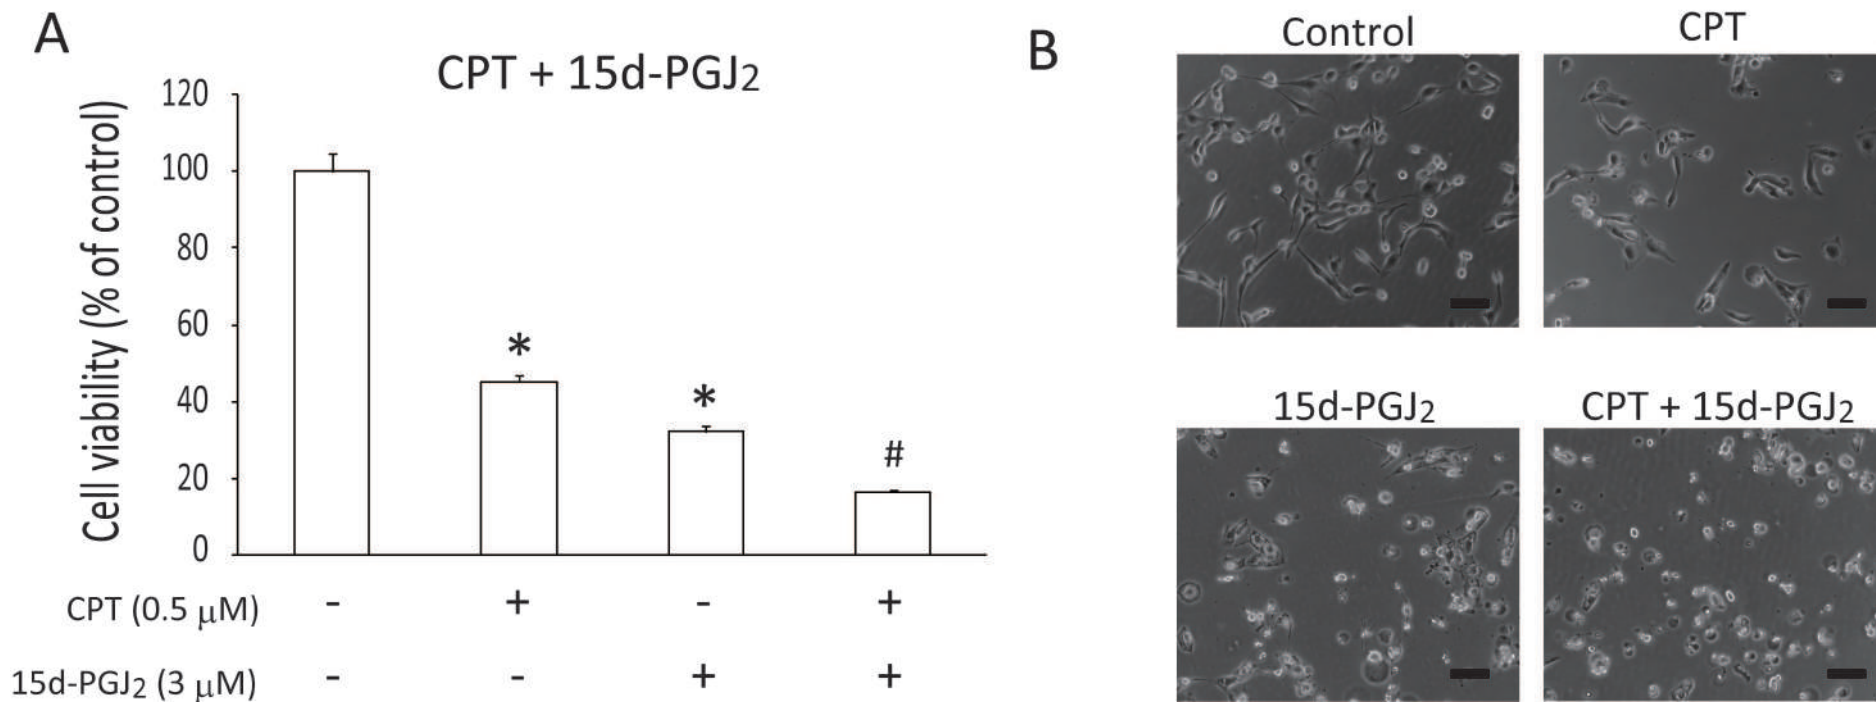 A
CPT + 15d-PGJ2
Cell viability (% of control)
120
100
80
60
40
20
0
*
*
#
CPT (0.5 μM) - + - +
15d-PGJ2 (3 μM) - - + +
B
Control
CPT
15d-PGJ2
CPT + 15d-PGJ2